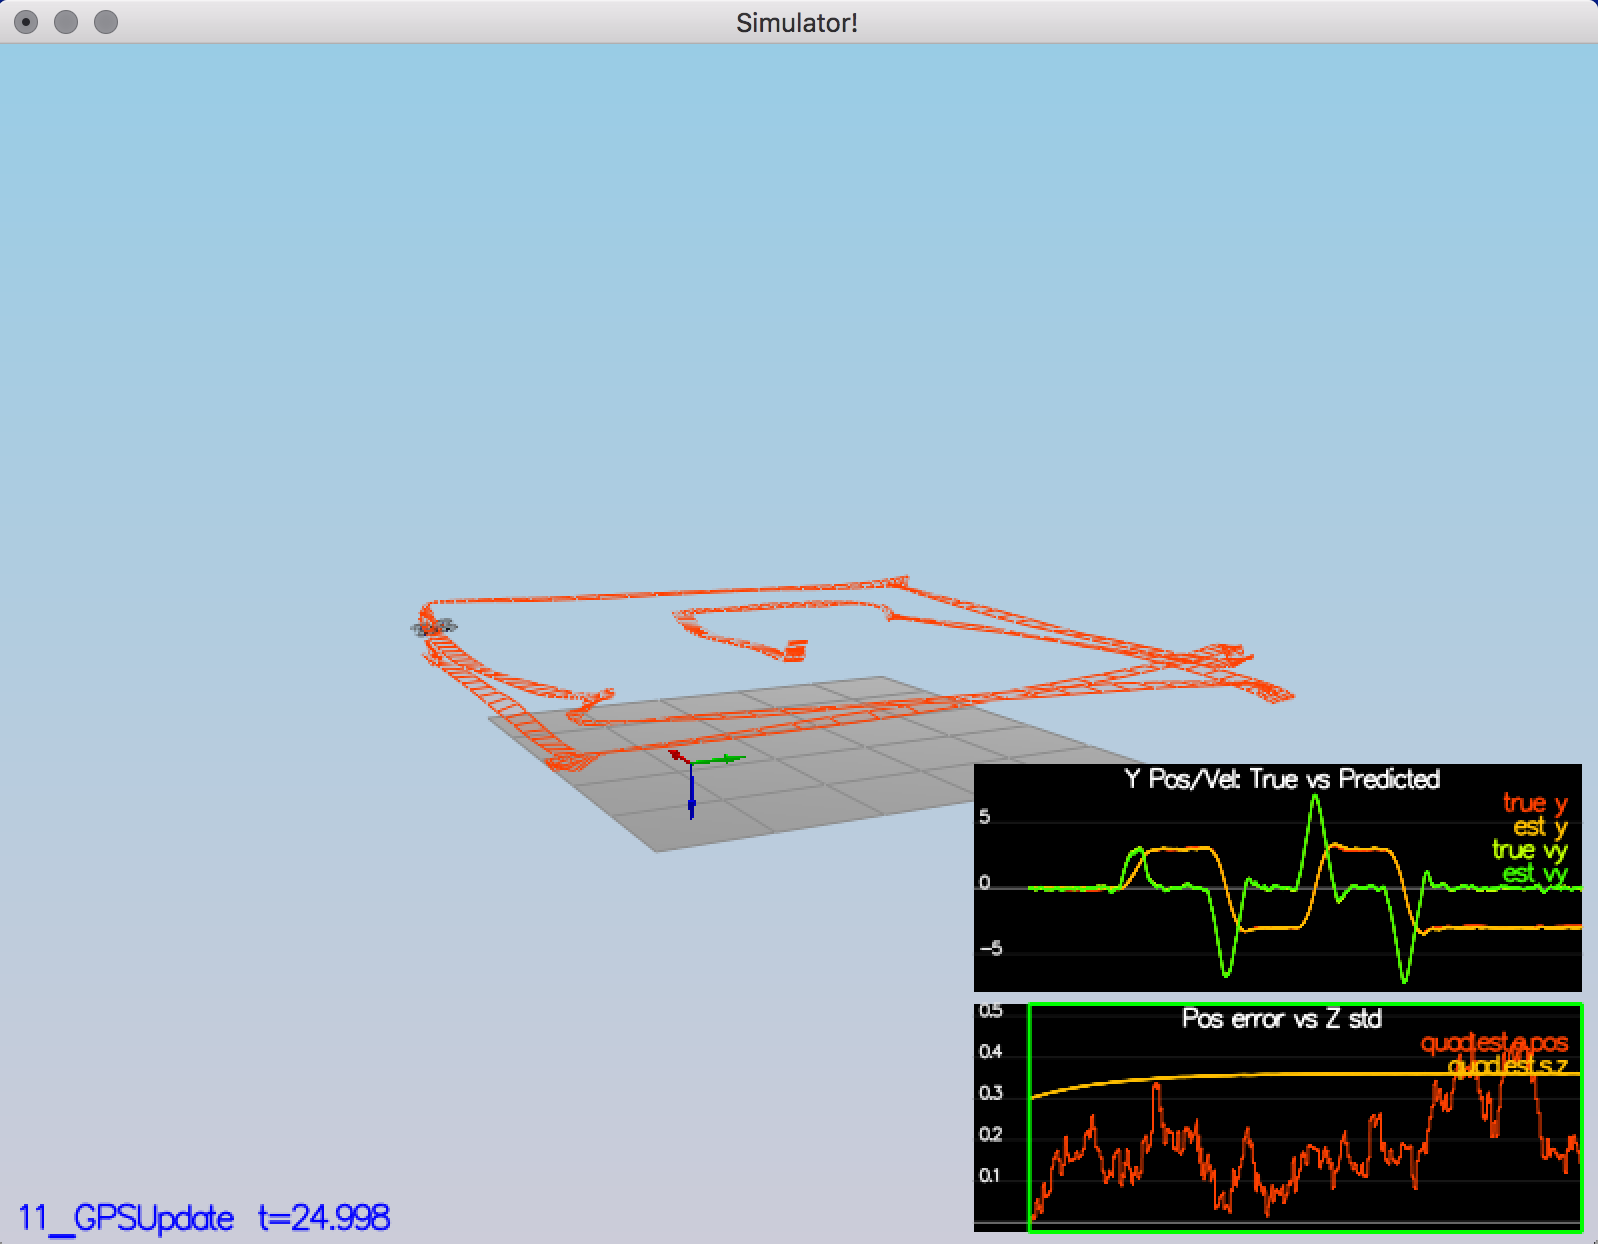 Simulator!
Y Pos/Vel: True vs Predicted
5
true y
est y
true vy
0
est vy
-5
0.5
Pos error vs Z std
0.4
quad.est.e.pos
quad.est.s.z
0.3
0.2
0.1
11__GPSUpdate t=24.998